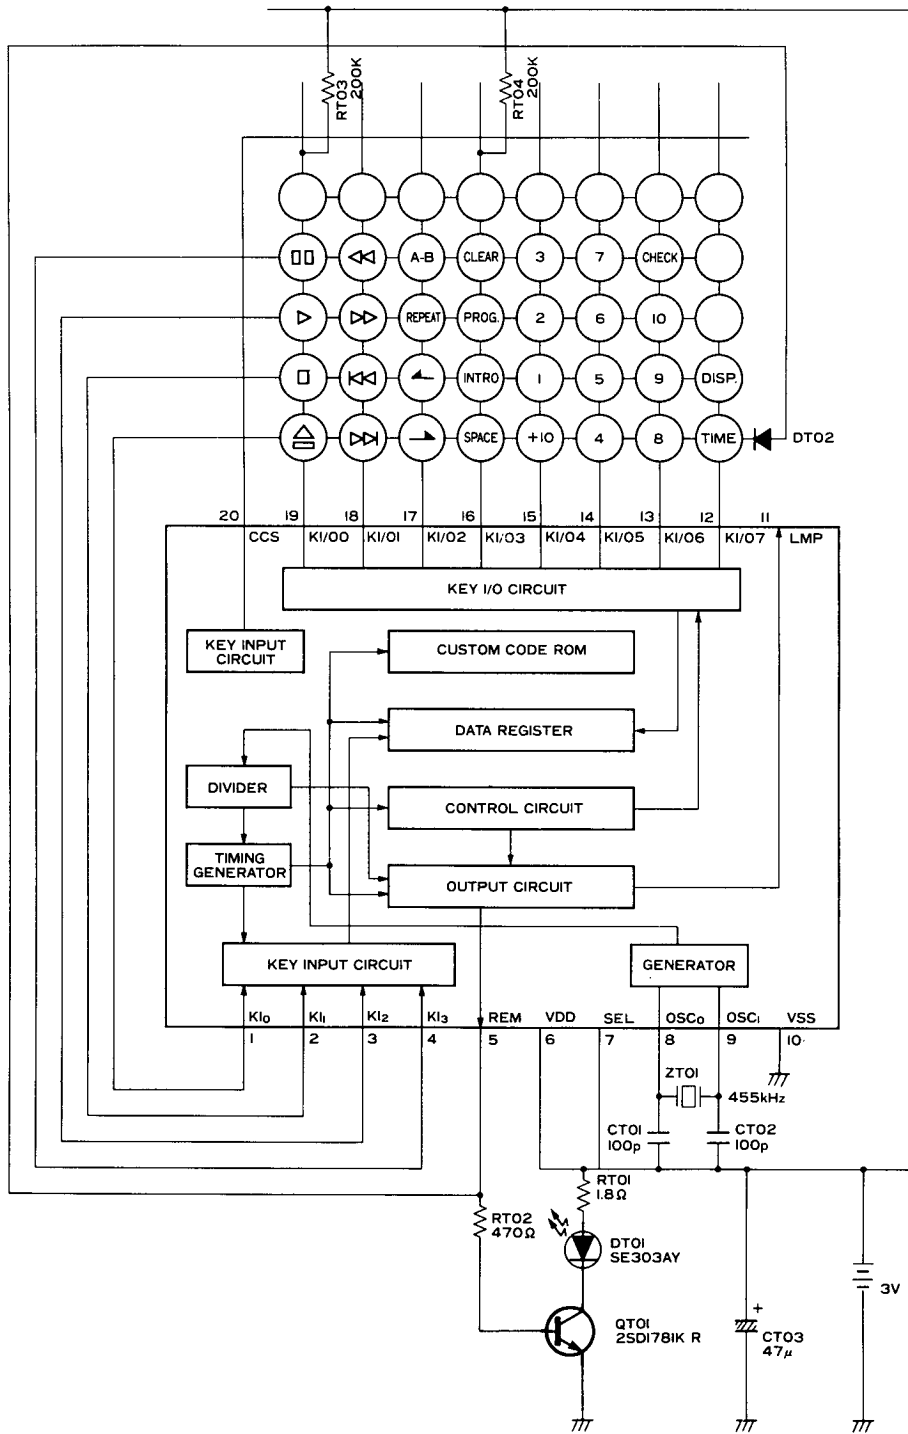 RT03
200K
RT04
200K
A-B
CLEAR
3
7
CHECK
REPEAT
PROG.
2
6
10
INTRO
1
5
9
DISP.
SPACE
+10
4
8
TIME
DT02
20
19
18
17
16
15
14
13
12
11
CCS
KI/O0
KI/O1
KI/O2
KI/O3
KI/O4
KI/O5
KI/O6
KI/O7
LMP
KEY I/O CIRCUIT
KEY INPUT
CIRCUIT
CUSTOM CODE ROM
DATA REGISTER
DIVIDER
CONTROL CIRCUIT
TIMING
GENERATOR
OUTPUT CIRCUIT
KEY INPUT CIRCUIT
GENERATOR
KI0
KI1
KI2
KI3
REM
VDD
SEL
OSC0
OSC1
VSS
1
2
3
4
5
6
7
8
9
10
ZT01
455kHz
CT01
100p
CT02
100p
RT01
1.8Ω
RT02
470Ω
DT01
SE303AY
3V
QT01
2SD1781K R
+
CT03
47μ